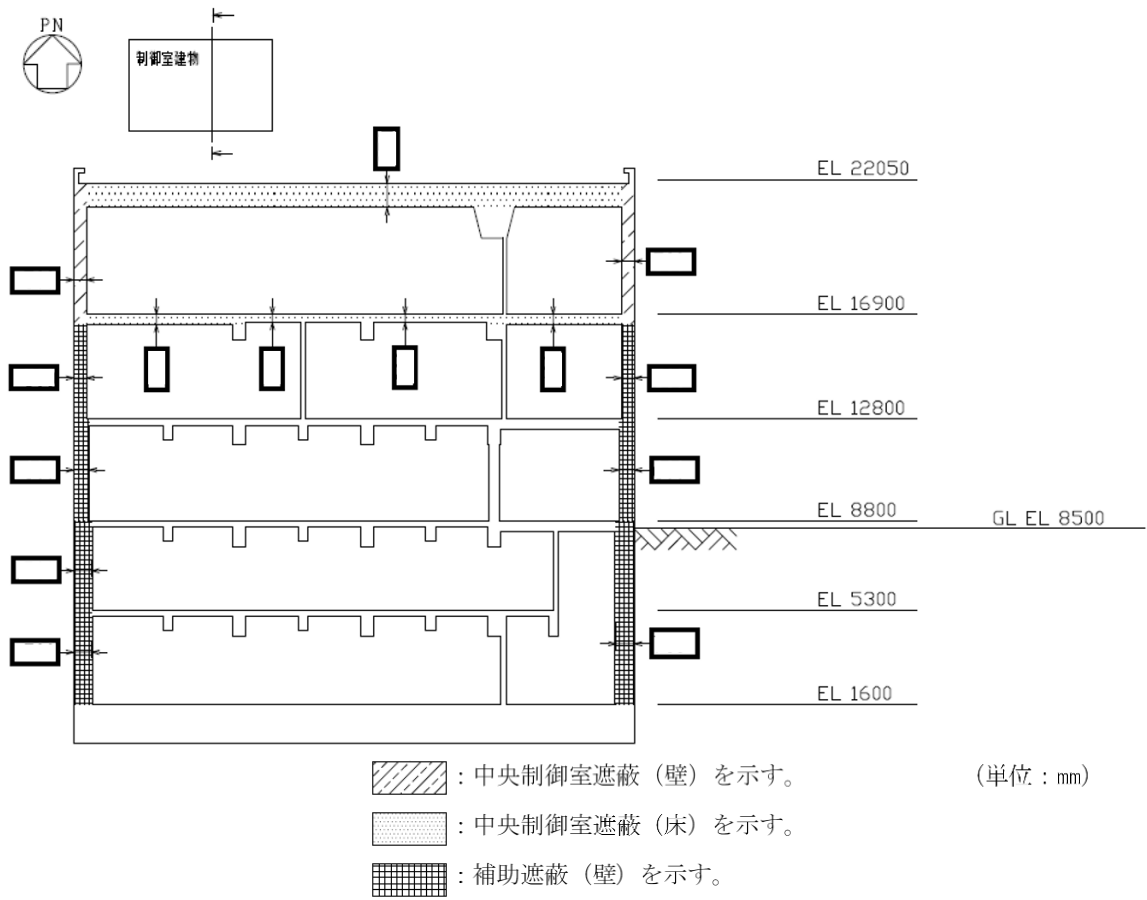 PN
制御室建物
EL 22050
EL 16900
EL 12800
EL 8800
GL EL 8500
EL 5300
EL 1600
：中央制御室遮蔽（壁）を示す。
（単位：mm）
：中央制御室遮蔽（床）を示す。
：補助遮蔽（壁）を示す。